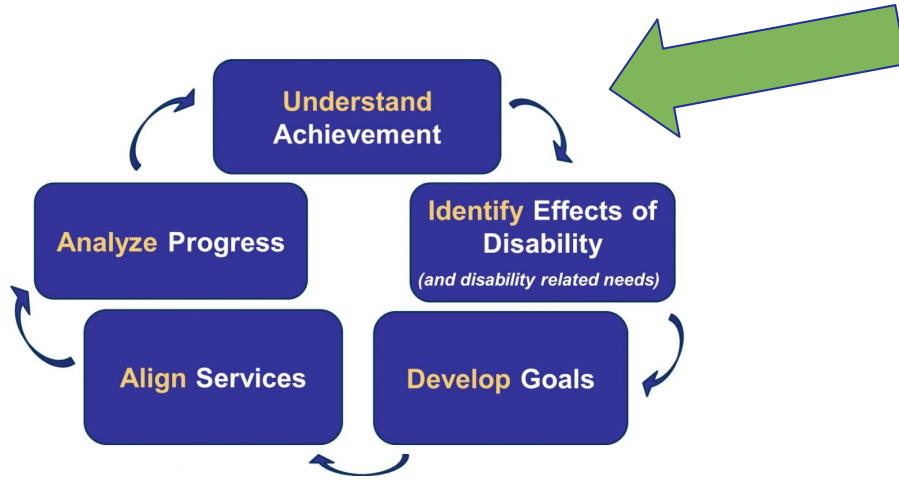 Understand
Achievement
Identify Effects of
Disability
(and disability related needs)
Develop Goals
Align Services
Analyze Progress